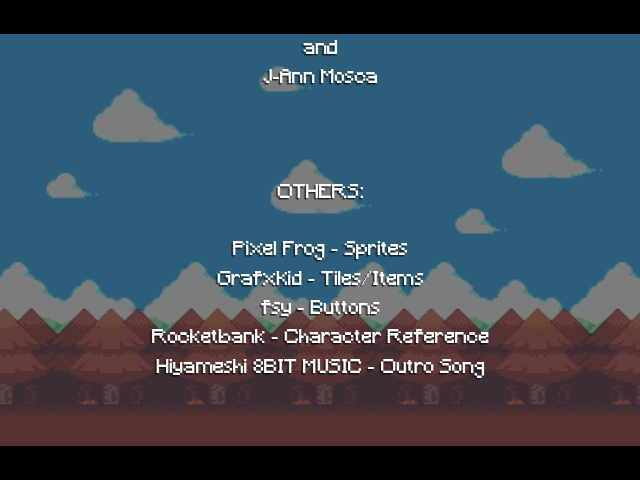 and
J-Ann Mosca
OTHERS:
Pixel Frog - Sprites
GrafxKid - Tiles/Items
fsy - Buttons
Rocketbank - Character Reference
Hiyameshi 8BIT MUSIC - Outro Song